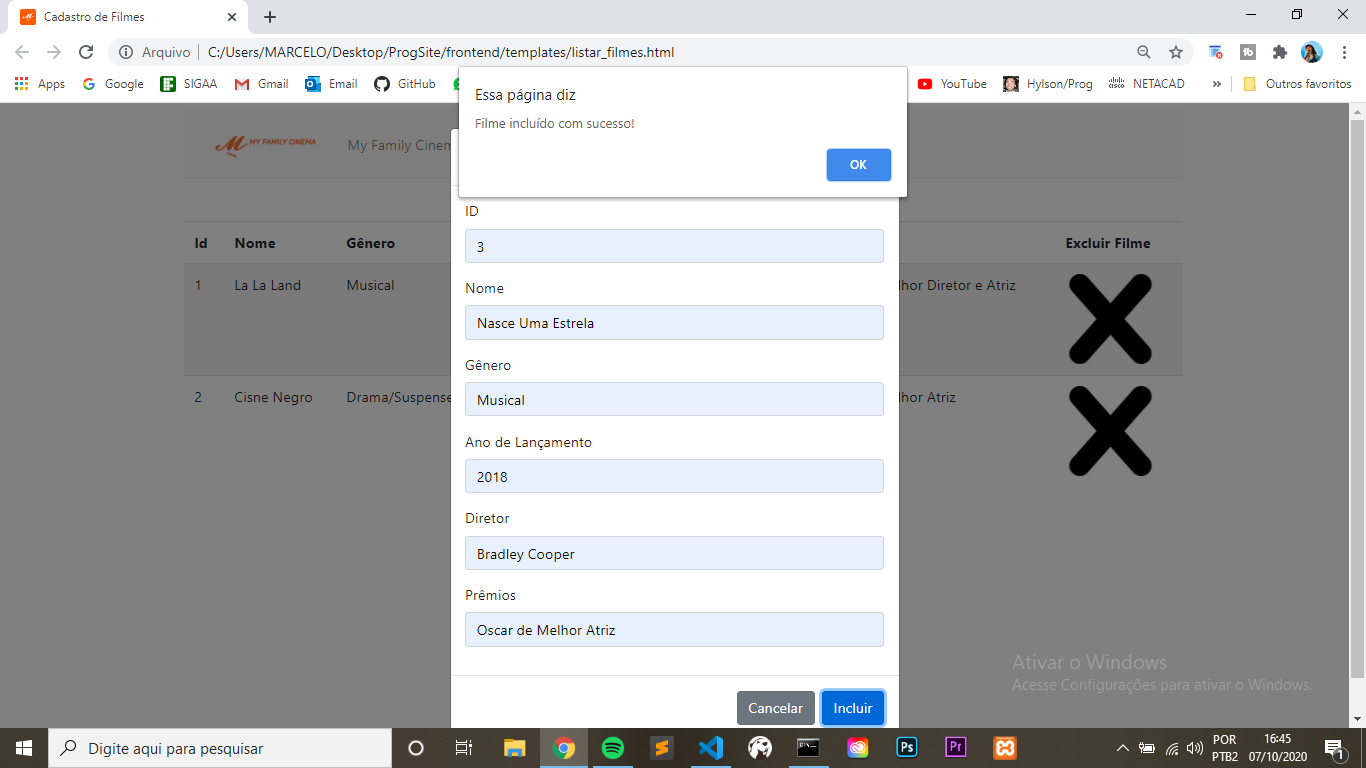 Cadastro de Filmes
Arquivo
C:/Users/MARCELO/Desktop/ProgSite/frontend/templates/listar_filmes.html
Apps
Google
SIGAA
Gmail
Email
GitHub
YouTube
Hylson/Prog
NETACAD
»
Outros favoritos
Essa página diz
Filme incluído com sucesso!
OK
MY FAMILY CINEMA
My Family Cinem
Id Nome Gênero Excluir Filme
1 La La Land Musical lhor Diretor e Atriz
2 Cisne Negro Drama/Suspense lhor Atriz
ID
3
Nome
Nasce Uma Estrela
Gênero
Musical
Ano de Lançamento
2018
Diretor
Bradley Cooper
Prêmios
Oscar de Melhor Atriz
Cancelar Incluir
Ativar o Windows
Acesse Configurações para ativar o Windows.
Digite aqui para pesquisar
Ps
Pr
POR
PTB2
16:45
07/10/2020
1